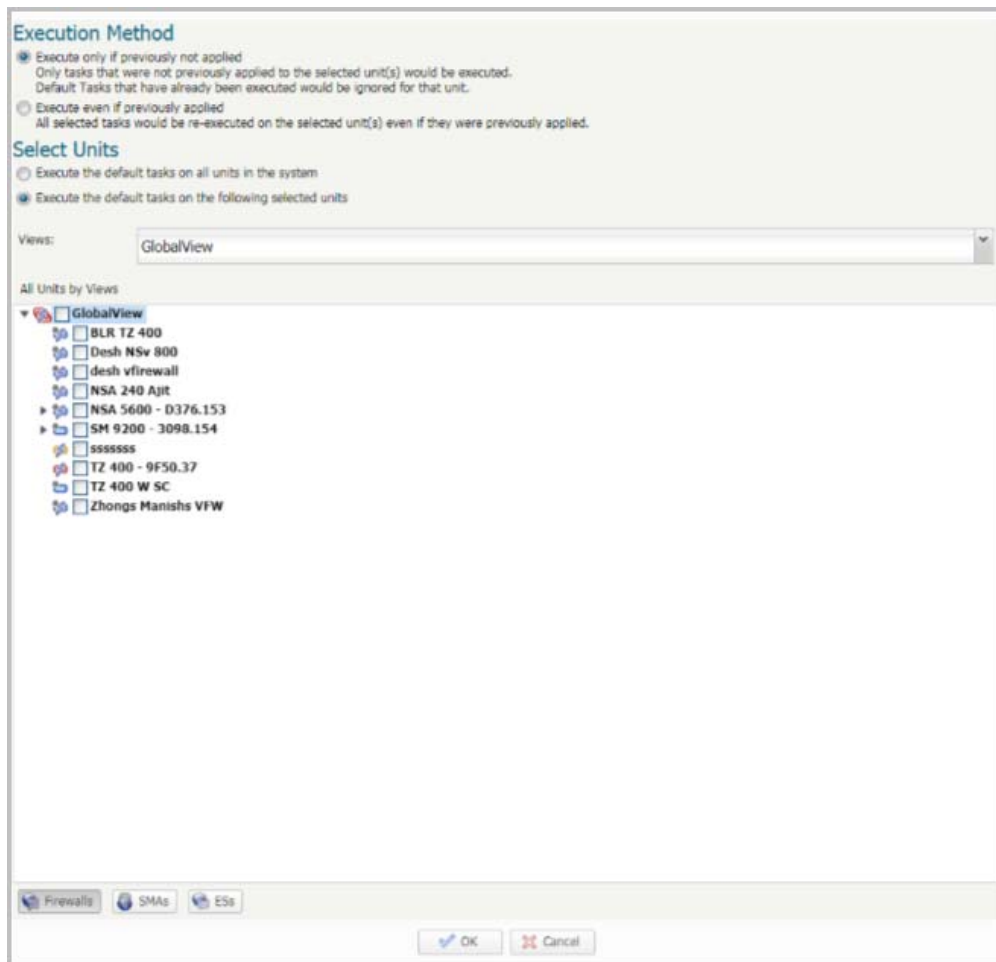 Execution Method
Execute only if previously not applied
Only tasks that were not previously applied to the selected unit(s) would be executed.
Default Tasks that have already been executed would be ignored for that unit.
Execute even if previously applied
All selected tasks would be re-executed on the selected unit(s) even if they were previously applied.
Select Units
Execute the default tasks on all units in the system
Execute the default tasks on the following selected units
Views:
GlobalView
All Units by Views
GlobalView
BLR TZ 400
Desh NSv 800
desh vfirewall
NSA 240 Ajit
NSA 5600 - D376.153
SM 9200 - 3098.154
sssssss
TZ 400 - 9F50.37
TZ 400 W SC
Zhongs Manishs VFW
Firewalls
SMAs
ESs
OK
Cancel